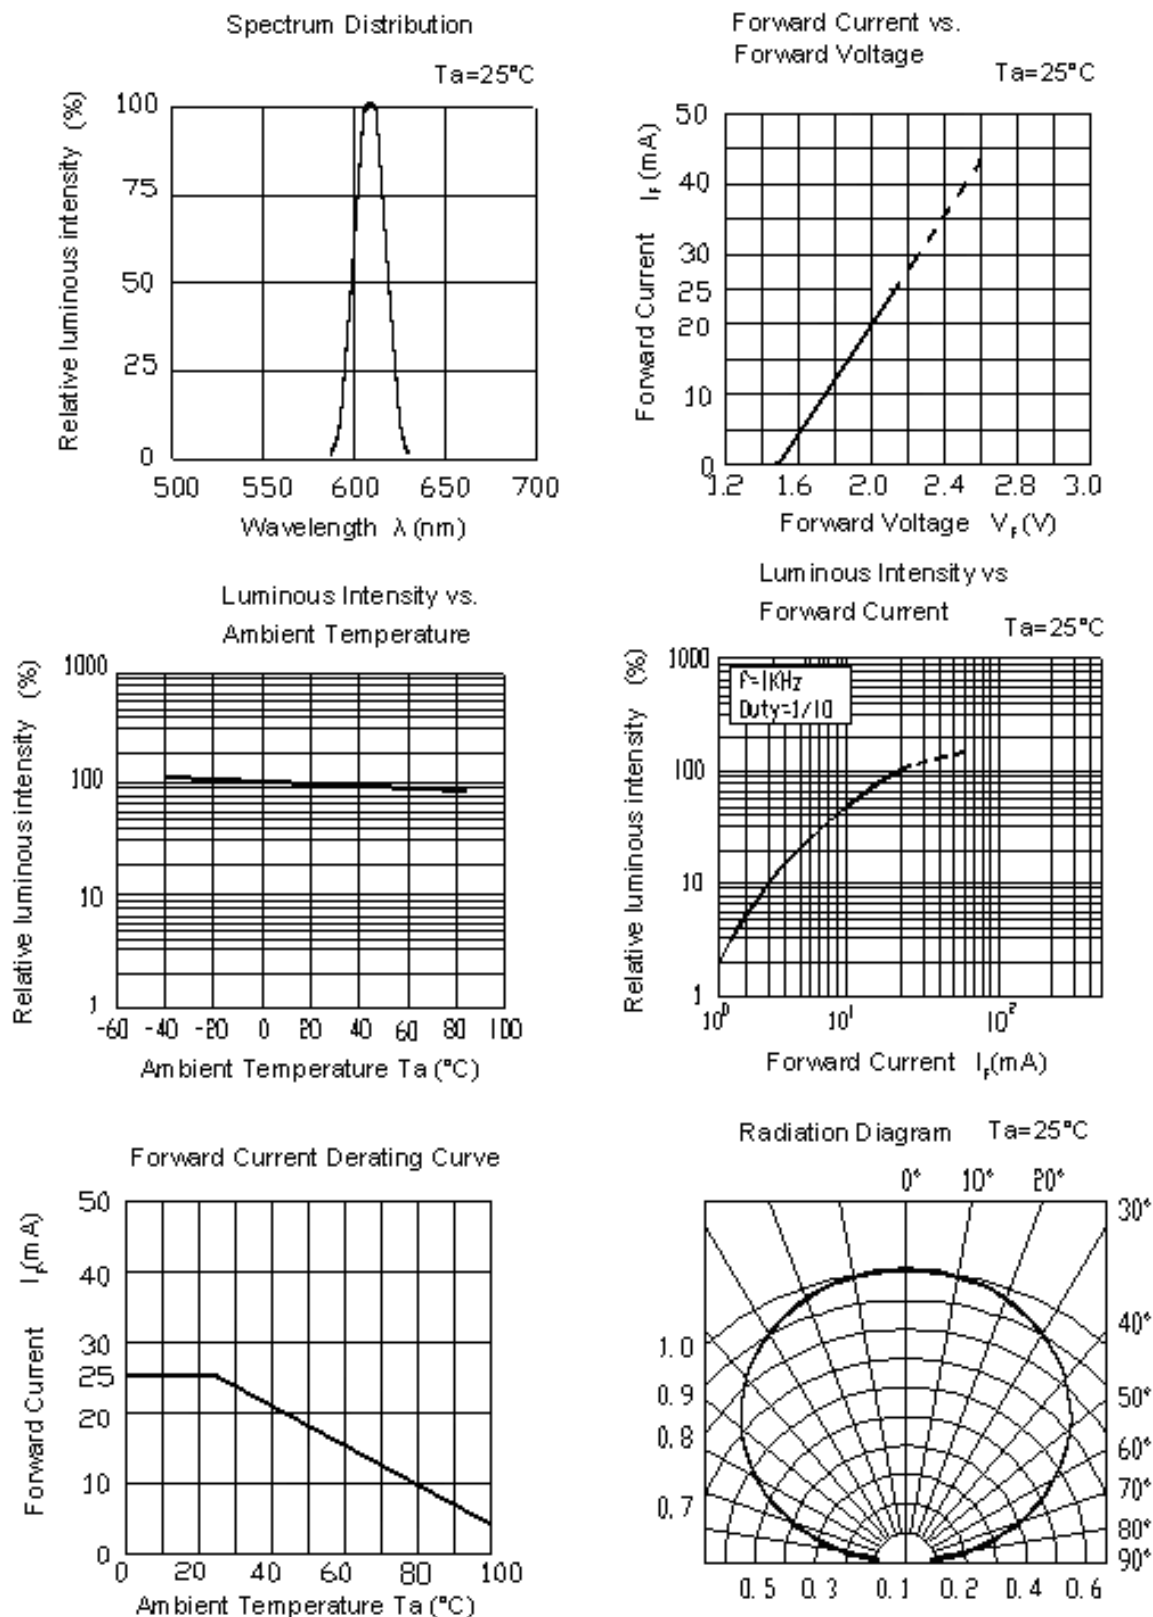 Spectrum Distribution
Ta=25°C
Relative luminous intensity (%)
100
75
50
25
0
500 550 600 650 700
Wavelength λ (nm)
Forward Current vs.
Forward Voltage
Ta=25°C
Forward Current I_F (mA)
50
40
30
25
20
10
0
1.2 1.6 2.0 2.4 2.8 3.0
Forward Voltage V_F (V)
Luminous Intensity vs.
Ambient Temperature
Relative luminous intensity (%)
1000
100
10
1
-60 -40 -20 0 20 40 60 80 100
Ambient Temperature Ta (°C)
Luminous Intensity vs
Forward Current
Ta=25°C
f=1KHz
Duty=1/10
Relative luminous intensity (%)
1000
100
10
1
10⁰ 10¹ 10²
Forward Current I_F(mA)
Forward Current Derating Curve
Forward Current I_F(mA)
50
40
30
25
20
10
0
0 20 40 60 80 100
Ambient Temperature Ta (°C)
Radiation Diagram Ta=25°C
0° 10° 20°
30°
40°
50°
60°
70°
80°
90°
1.0
0.9
0.8
0.7
0.5 0.3 0.1 0.2 0.4 0.6